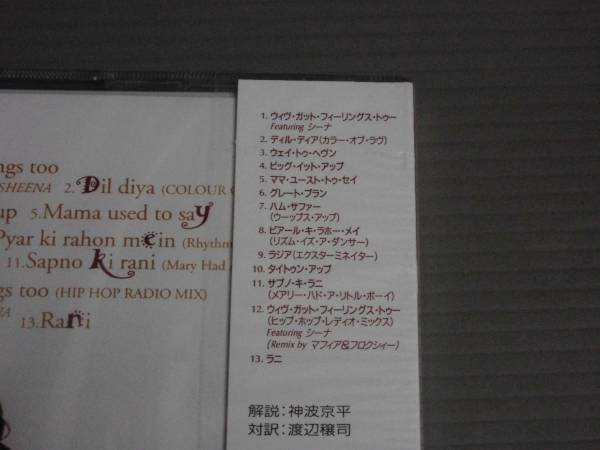 ngs too
SHEENA 2. Dil diya (COLOUR
up 5. Mama used to say
Pyar ki rahon mein (Rhythm
11. Sapno ki rani (Mary Had
gs too (HIP HOP RADIO MIX)
13. Rani
1. ウィヴ・ガット・フィーリングス・トゥー
Featuring シーナ
2. ディル・ディア(カラー・オブ・ラヴ)
3. ウェイ・トゥ・ヘヴン
4. ビッグ・イット・アップ
5. ママ・ユースト・トゥ・セイ
6. グレート・プラン
7. ハム・サファー
(ウーップス・アップ)
8. ピアール・キ・ラホー・メイ
(リズム・イズ・ア・ダンサー)
9. ラジア(エクスターミネイター)
10. タイトゥン・アップ
11. サプノ・キ・ラニ
(メアリー・ハド・ア・リトル・ボーイ)
12. ウィヴ・ガット・フィーリングス・トゥー
(ヒップ・ホップ・レディオ・ミックス)
Featuring シーナ
(Remix by マフィア&フロクシィー)
13. ラニ
解説:神波京平
対訳:渡辺穣司